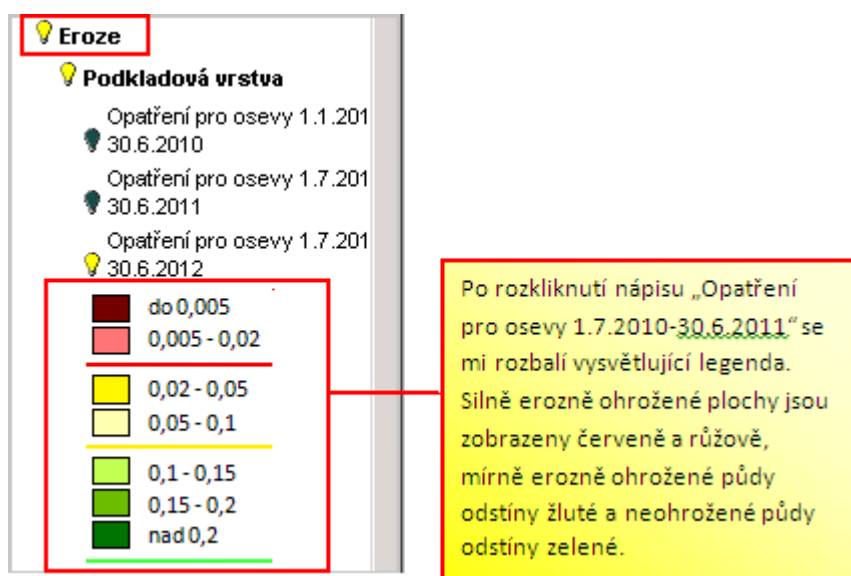 Eroze
Podkladová vrstva
Opatření pro osevy 1.1.201
30.6.2010
Opatření pro osevy 1.7.201
30.6.2011
Opatření pro osevy 1.7.201
30.6.2012
do 0,005
0,005 - 0,02
0,02 - 0,05
0,05 - 0,1
0,1 - 0,15
0,15 - 0,2
nad 0,2
Po rozkliknutí nápisu „Opatření
pro osevy 1.7.2010-30.6.2011“ se
mi rozbalí vysvětlující legenda.
Silně erozně ohrožené plochy jsou
zobrazeny červeně a růžově,
mírně erozně ohrožené půdy
odstíny žluté a neohrožené půdy
odstíny zelené.